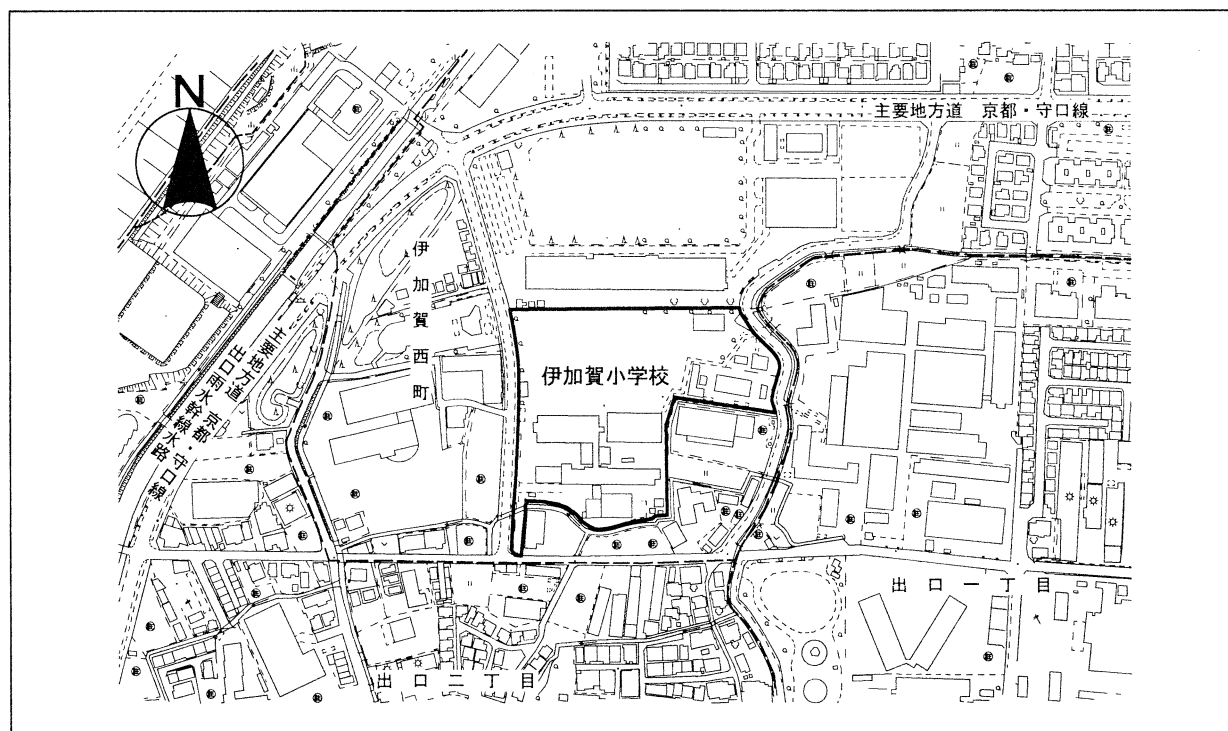 N
主要地方道 京都・守口線
伊加賀西町
伊加賀小学校
主要地方道 京都・守口線
出口雨水幹線水路
出口一丁目
出口二丁目